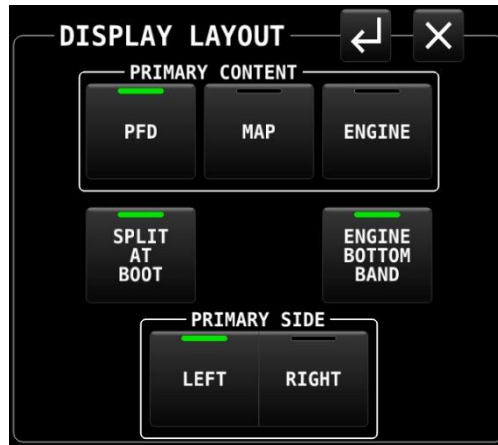 DISPLAY LAYOUT
PRIMARY CONTENT
PFD
MAP
ENGINE
SPLIT
AT
BOOT
ENGINE
BOTTOM
BAND
PRIMARY SIDE
LEFT
RIGHT